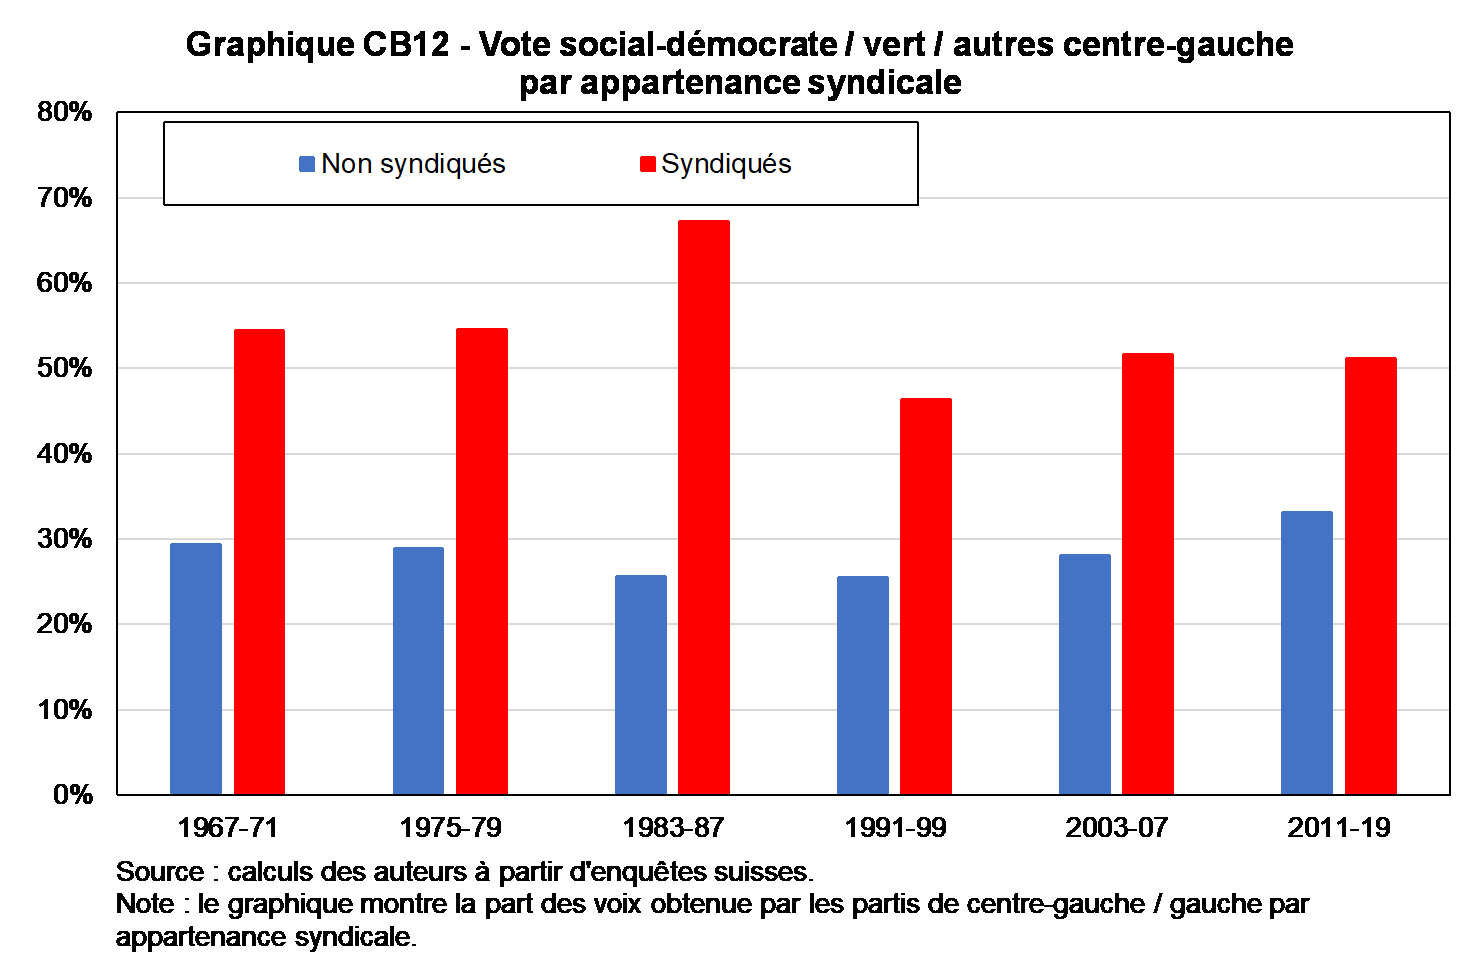 Graphique CB12 - Vote social-démocrate / vert / autres centre-gauche
par appartenance syndicale
80%
Non syndiqués Syndiqués
70%
60%
50%
40%
30%
20%
10%
0%
1967-71 1975-79 1983-87 1991-99 2003-07 2011-19
Source : calculs des auteurs à partir d'enquêtes suisses.
Note : le graphique montre la part des voix obtenue par les partis de centre-gauche / gauche par
appartenance syndicale.